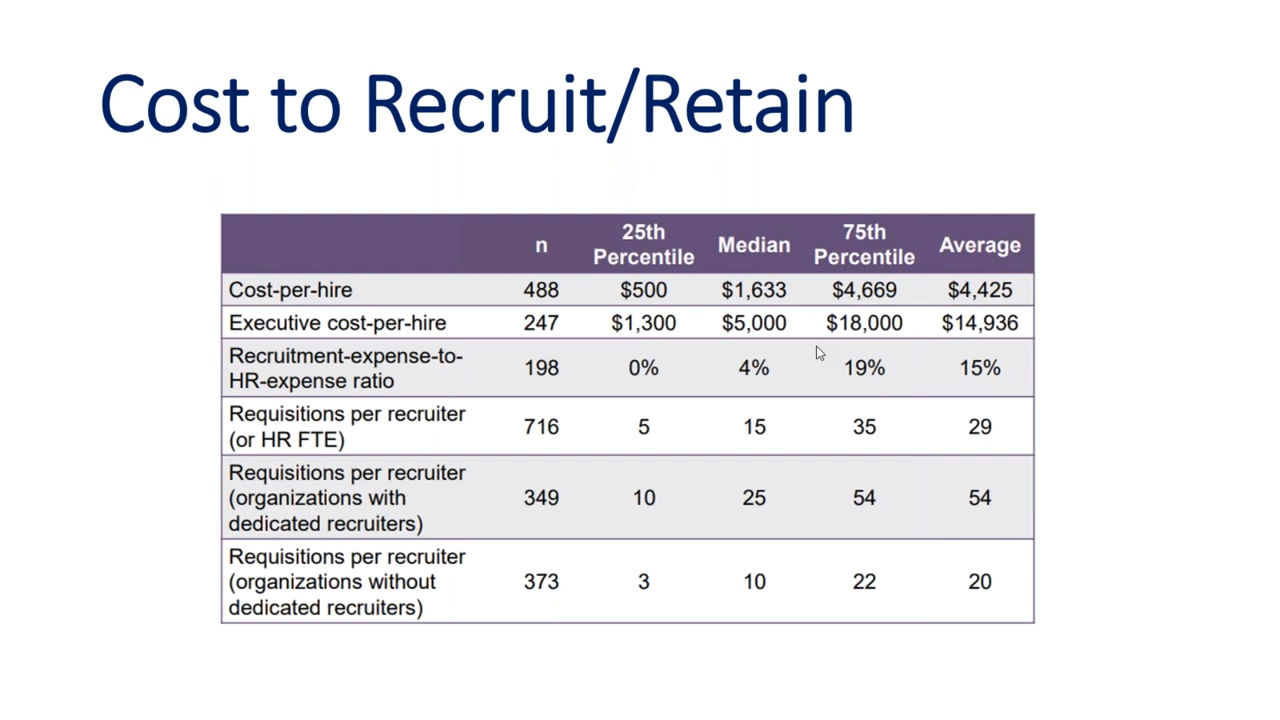 Cost to Recruit/Retain
n 25th Percentile Median 75th Percentile Average
Cost-per-hire 488 $500 $1,633 $4,669 $4,425
Executive cost-per-hire 247 $1,300 $5,000 $18,000 $14,936
Recruitment-expense-to-
HR-expense ratio 198 0% 4% 19% 15%
Requisitions per recruiter
(or HR FTE) 716 5 15 35 29
Requisitions per recruiter
(organizations with 349 10 25 54 54
dedicated recruiters)
Requisitions per recruiter
(organizations without 373 3 10 22 20
dedicated recruiters)